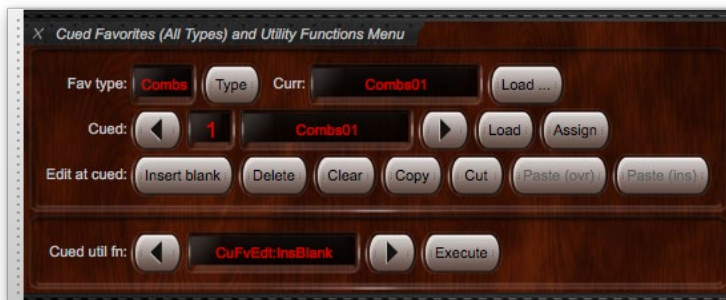 X Cued Favorites (All Types) and Utility Functions Menu
Fav type: Combs Type Curr: Combs01 Load ...
Cued: 1 Combs01 Load Assign
Edit at cued: Insert blank Delete Clear Copy Cut Paste (ovr) Paste (ins)
Cued util fn: CuFvEdt:InsBlank Execute